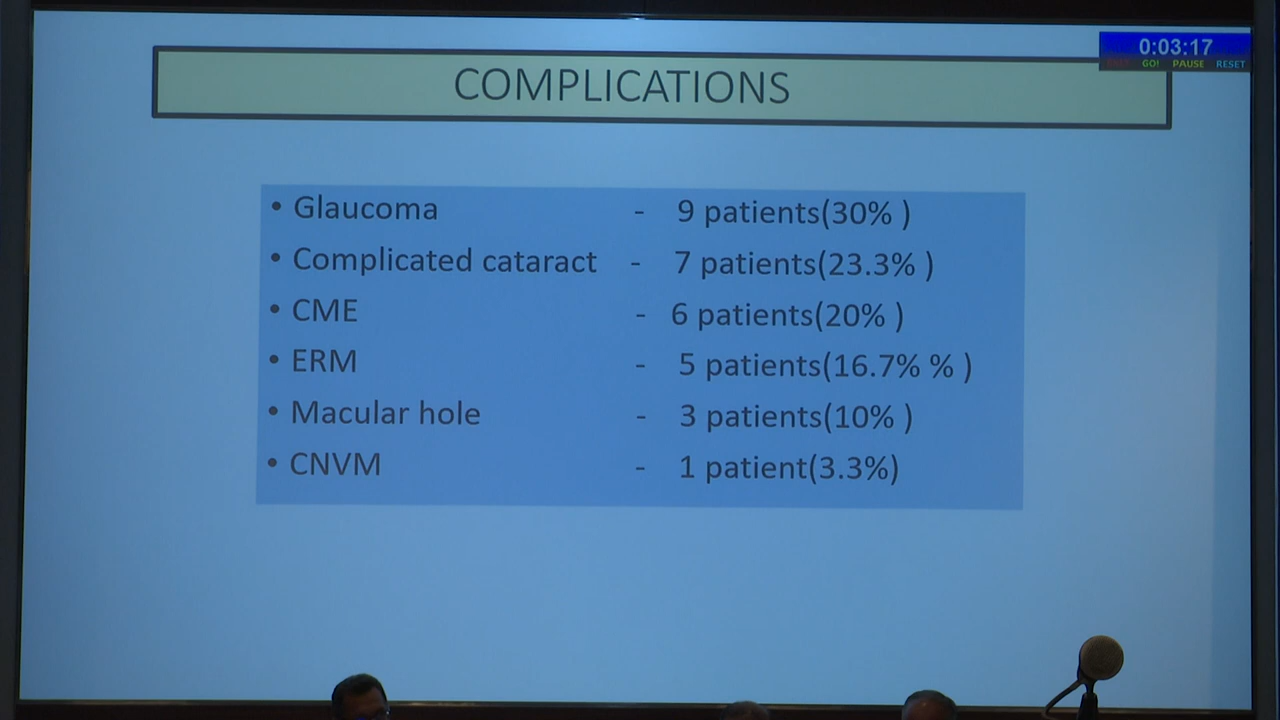 0:03:17
EXIT GO! PAUSE RESET
COMPLICATIONS
• Glaucoma - 9 patients(30% )
• Complicated cataract - 7 patients(23.3% )
• CME - 6 patients(20% )
• ERM - 5 patients(16.7% % )
• Macular hole - 3 patients(10% )
• CNVM - 1 patient(3.3%)